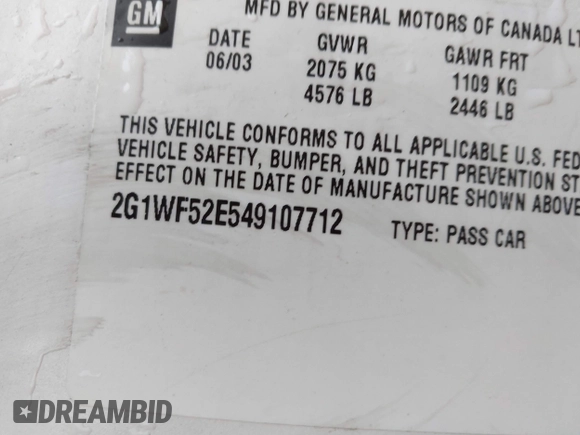 GM
MFD BY GENERAL MOTORS OF CANADA LT
DATE GVWR GAWR FRT
06/03 2075 KG 1109 KG
4576 LB 2446 LB
THIS VEHICLE CONFORMS TO ALL APPLICABLE U.S. FED
VEHICLE SAFETY, BUMPER, AND THEFT PREVENTION ST
EFFECT ON THE DATE OF MANUFACTURE SHOWN ABOVE
2G1WF52E549107712 TYPE: PASS CAR
DREAMBID